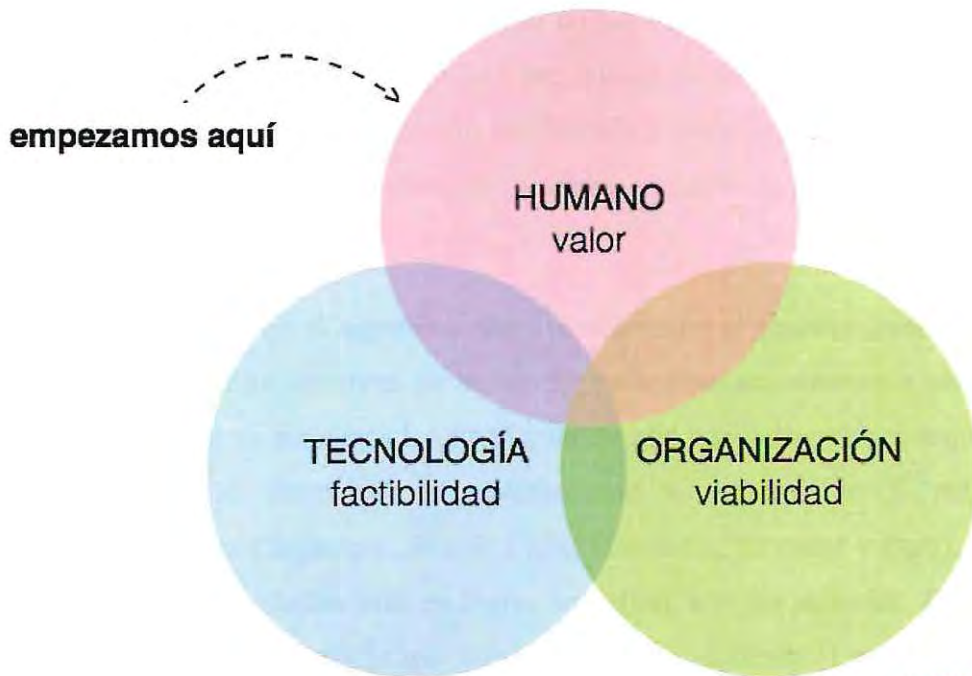 empezamos aquí
HUMANO
valor
TECNOLOGÍA
factibilidad
ORGANIZACIÓN
viabilidad